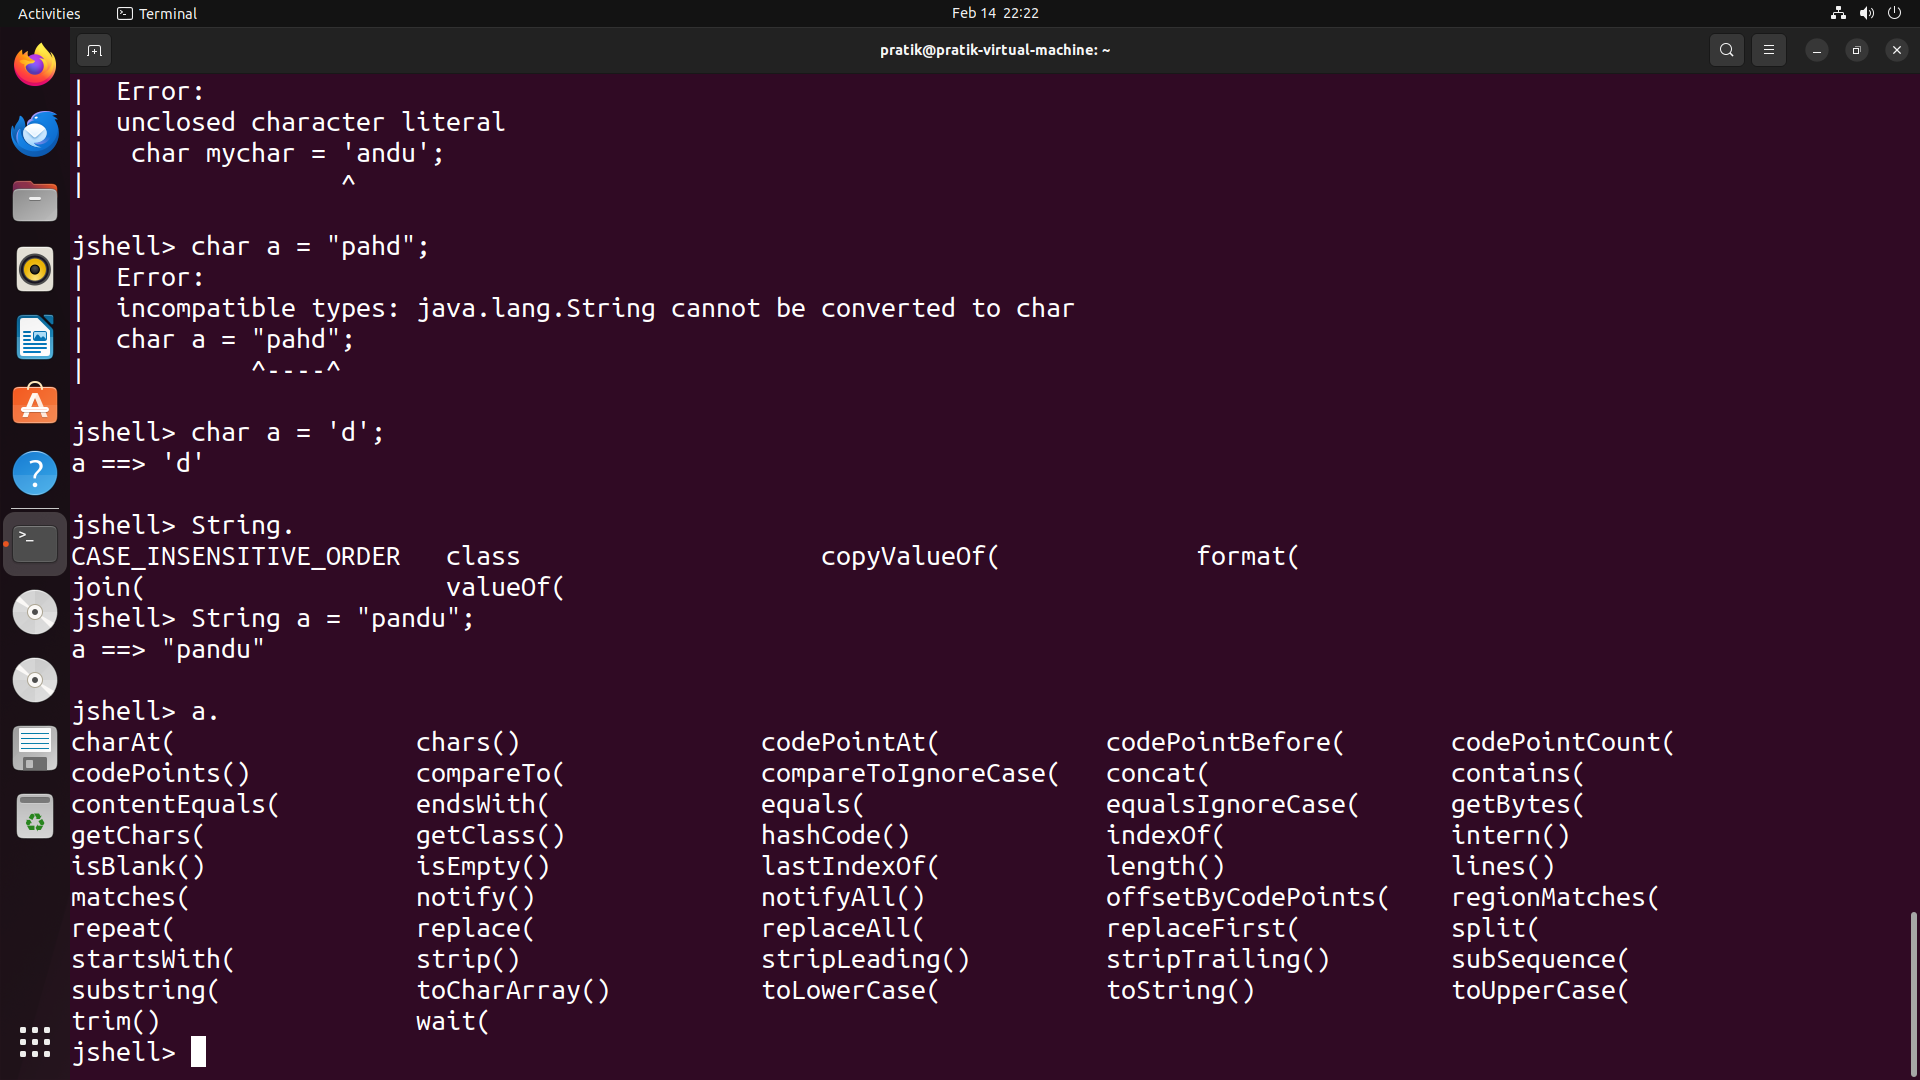 Activities Terminal Feb 14 22:22
pratik@pratik-virtual-machine: ~
| Error:
| unclosed character literal
|  char mychar = 'andu';
|                ^
jshell> char a = "pahd";
| Error:
| incompatible types: java.lang.String cannot be converted to char
| char a = "pahd";
|          ^----^
jshell> char a = 'd';
a ==> 'd'
jshell> String.
CASE_INSENSITIVE_ORDER class copyValueOf( format(
join( valueOf(
jshell> String a = "pandu";
a ==> "pandu"
jshell> a.
charAt( chars() codePointAt( codePointBefore( codePointCount(
codePoints() compareTo( compareToIgnoreCase( concat( contains(
contentEquals( endsWith( equals( equalsIgnoreCase( getBytes(
getChars( getClass() hashCode() indexOf( intern()
isBlank() isEmpty() lastIndexOf( length() lines()
matches( notify() notifyAll() offsetByCodePoints( regionMatches(
repeat( replace( replaceAll( replaceFirst( split(
startsWith( strip() stripLeading() stripTrailing() subSequence(
substring( toCharArray() toLowerCase( toString() toUpperCase(
trim() wait(
jshell>